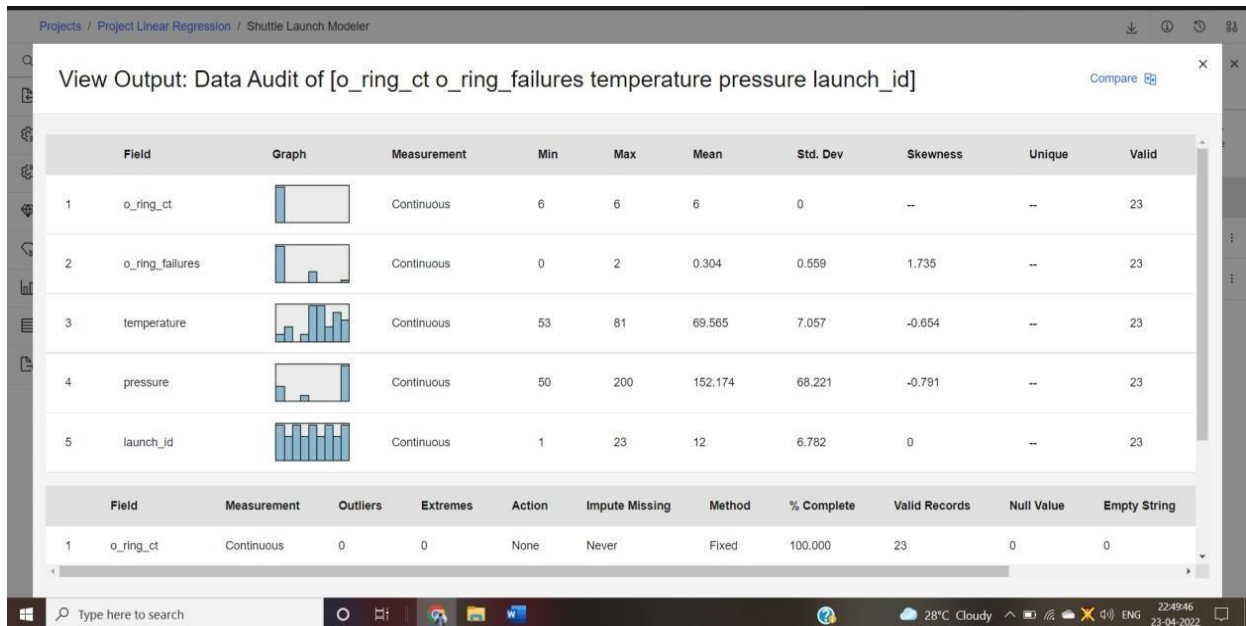 Projects / Project Linear Regression / Shuttle Launch Modeler
View Output: Data Audit of [o_ring_ct o_ring_failures temperature pressure launch_id]
Compare
Field Graph Measurement Min Max Mean Std. Dev Skewness Unique Valid
1 o_ring_ct Continuous 6 6 6 0 -- -- 23
2 o_ring_failures Continuous 0 2 0.304 0.559 1.735 -- 23
3 temperature Continuous 53 81 69.565 7.057 -0.654 -- 23
4 pressure Continuous 50 200 152.174 68.221 -0.791 -- 23
5 launch_id Continuous 1 23 12 6.782 0 -- 23
Field Measurement Outliers Extremes Action Impute Missing Method % Complete Valid Records Null Value Empty String
1 o_ring_ct Continuous 0 0 None Never Fixed 100.000 23 0 0
Type here to search
28°C Cloudy
ENG
22:49:46
23-04-2022